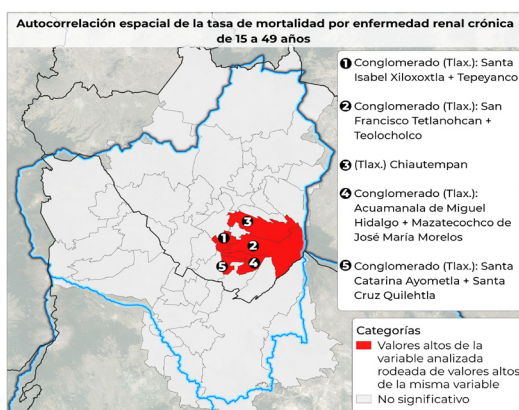 Autocorrelación espacial de la tasa de mortalidad por enfermedad renal crónica
de 15 a 49 años
1 Conglomerado (Tlax.): Santa
Isabel Xiloxoxtla + Tepeyanco
2 Conglomerado (Tlax.): San
Francisco Tetlanohcan +
Teolocholco
3 (Tlax.) Chiautempan
4 Conglomerado (Tlax.):
Acuamanala de Miguel
Hidalgo + Mazatecochco de
José María Morelos
5 Conglomerado (Tlax.): Santa
Catarina Ayometla + Santa
Cruz Quilehtla
3
1
2
5
4
Categorías
Valores altos de la
variable analizada
rodeada de valores altos
de la misma variable
No significativo